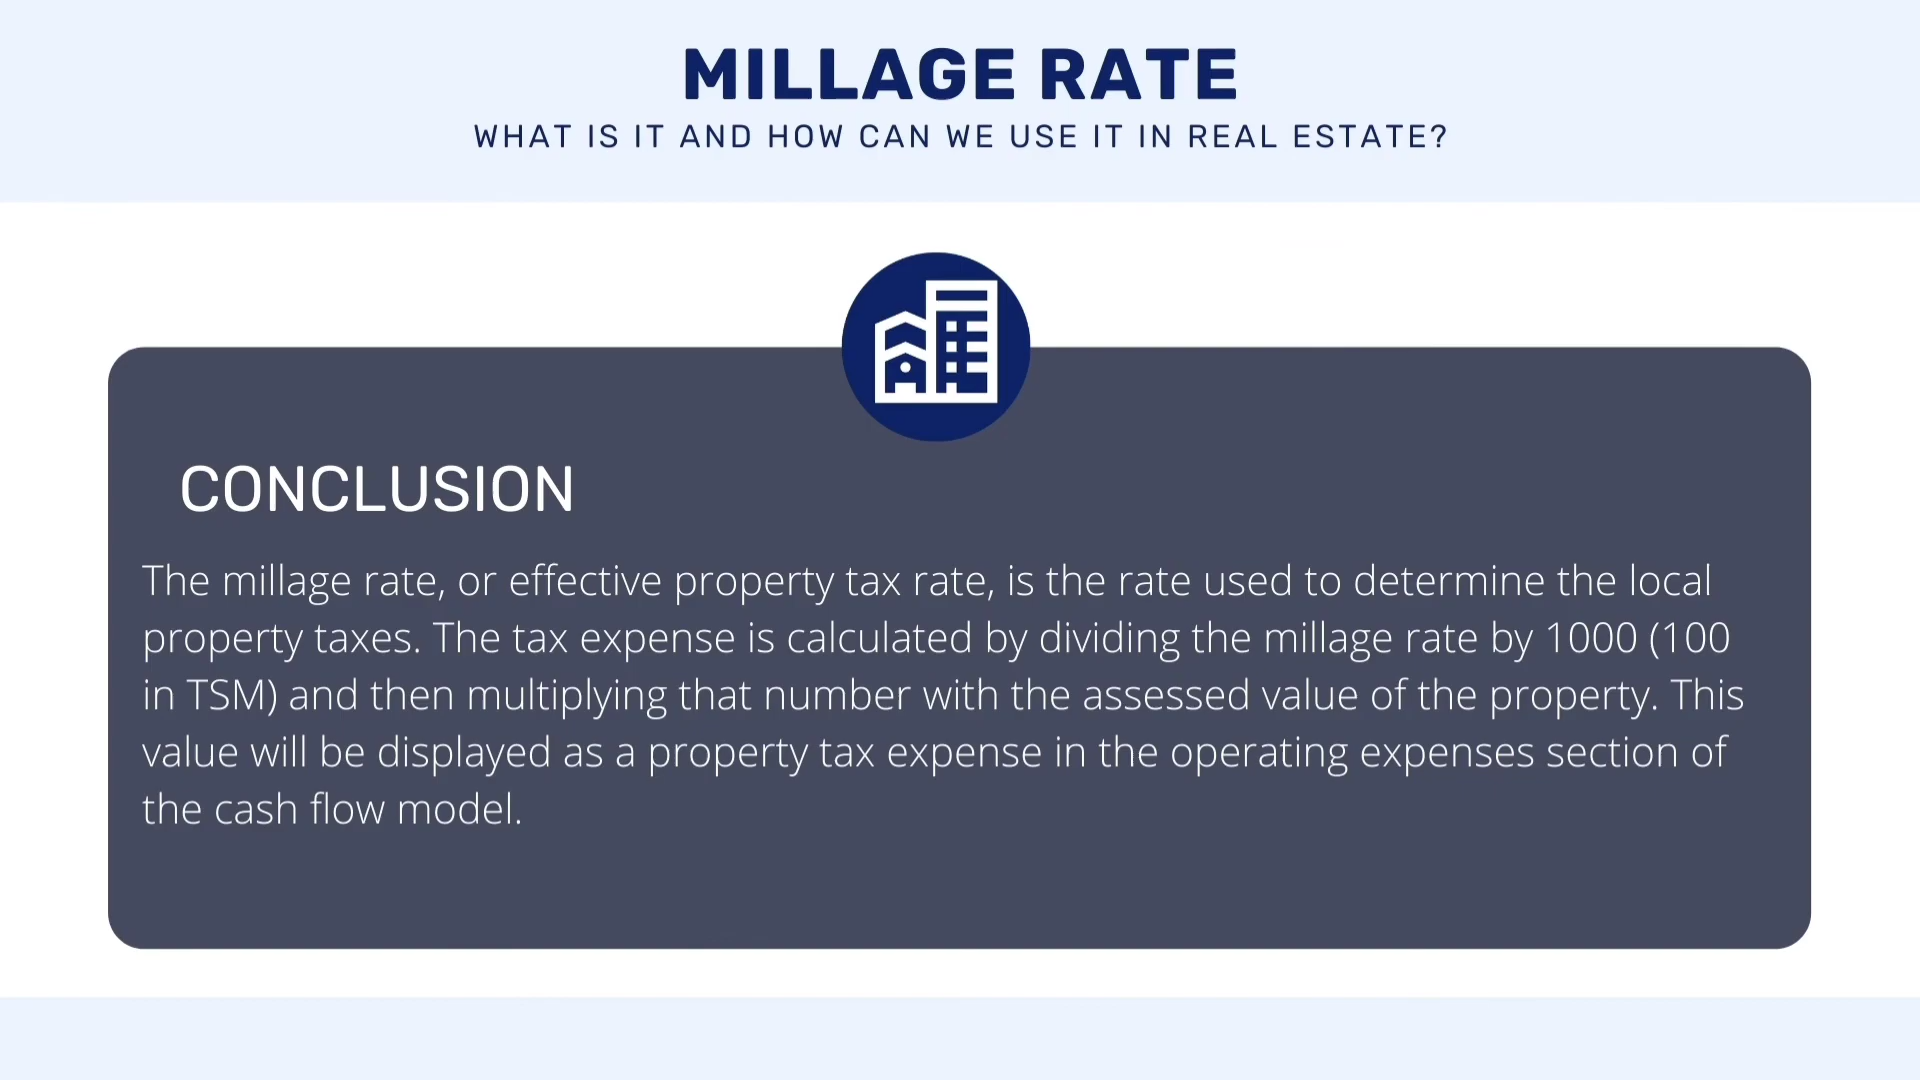 MILLAGE RATE
WHAT IS IT AND HOW CAN WE USE IT IN REAL ESTATE?
CONCLUSION
The millage rate, or effective property tax rate, is the rate used to determine the local
property taxes. The tax expense is calculated by dividing the millage rate by 1000 (100
in TSM) and then multiplying that number with the assessed value of the property. This
value will be displayed as a property tax expense in the operating expenses section of
the cash flow model.